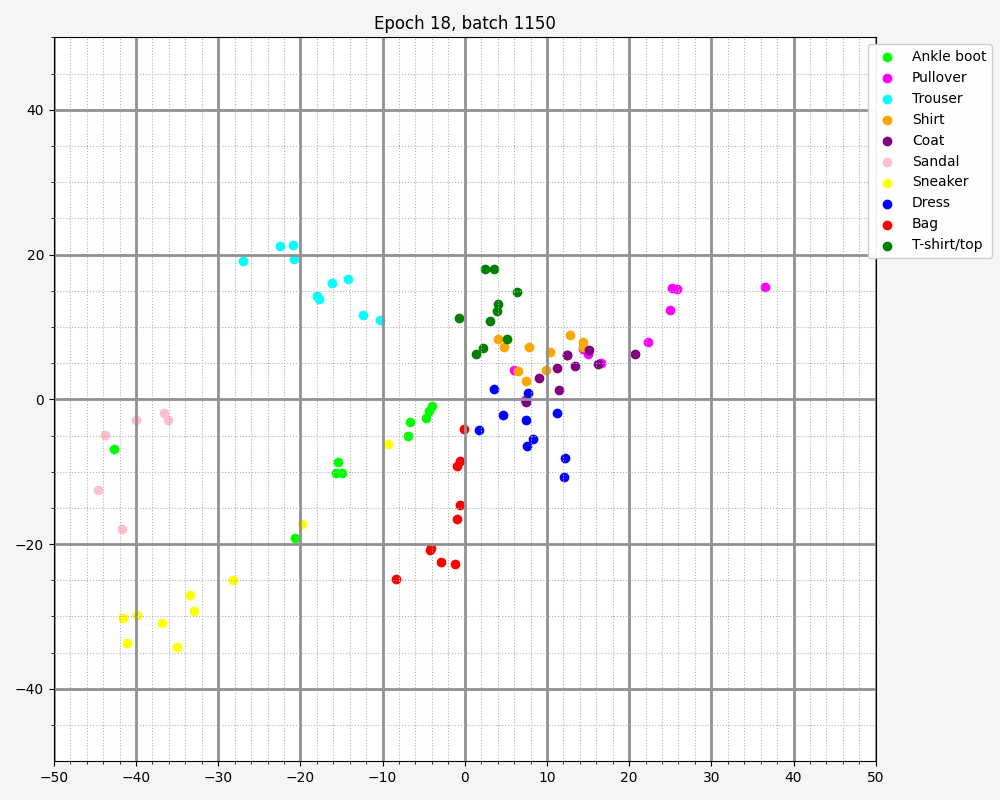 Epoch 18, batch 1150
Ankle boot
Pullover
Trouser
Shirt
Coat
Sandal
Sneaker
Dress
Bag
T-shirt/top
40
20
0
−20
−40
−50 −40 −30 −20 −10 0 10 20 30 40 50